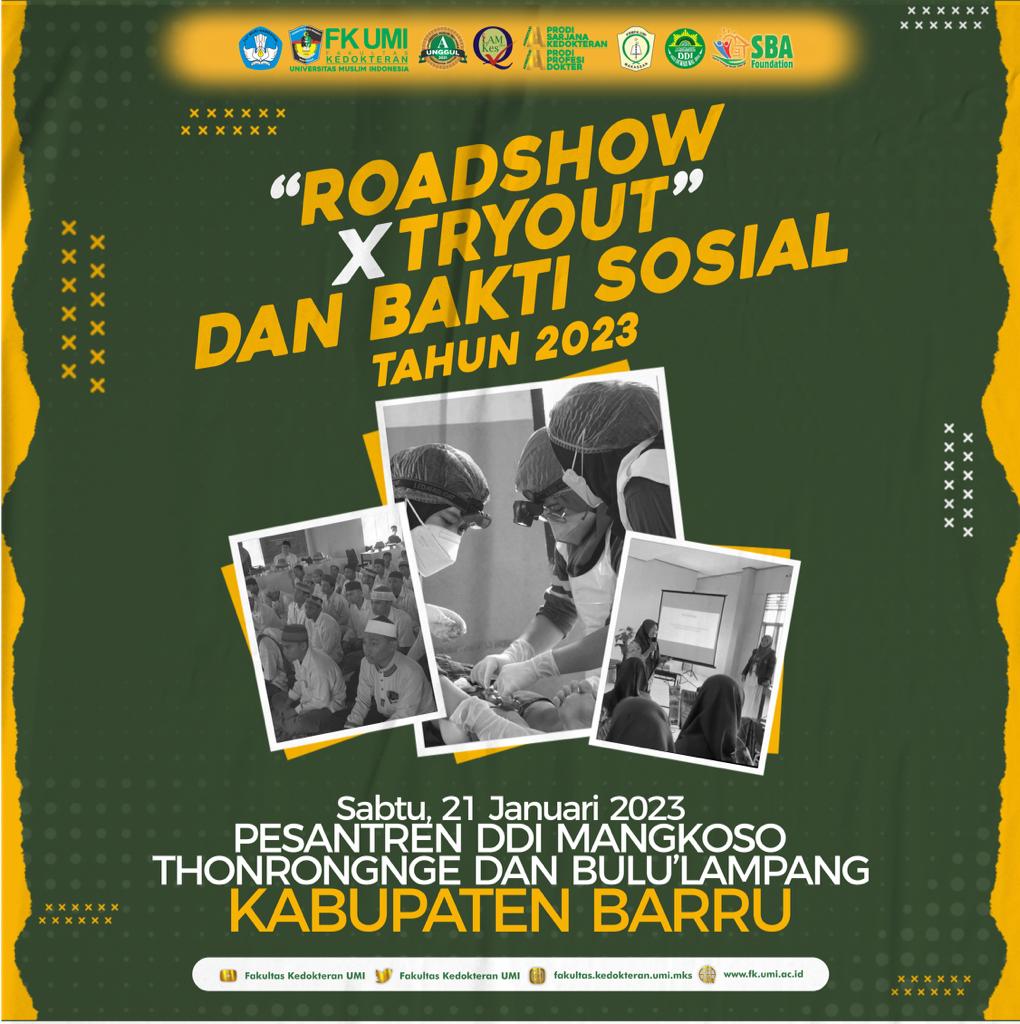 FK UMI
FAKULTAS
KEDOKTERAN
UNIVERSITAS MUSLIM INDONESIA
A
UNGGUL
LAM
Kes
PRODI
SARJANA
KEDOKTERAN
PRODI
PROFESI
DOKTER
DDI
SBA
Foundation
“ROADSHOW
X TRYOUT”
DAN BAKTI SOSIAL
TAHUN 2023
Sabtu, 21 Januari 2023
PESANTREN DDI MANGKOSO
THONRONGNGE DAN BULU’LAMPANG
KABUPATEN BARRU
Fakultas Kedokteran UMI
Fakultas Kedokteran UMI
fakultas.kedokteran.umi.mks
www.fk.umi.ac.id